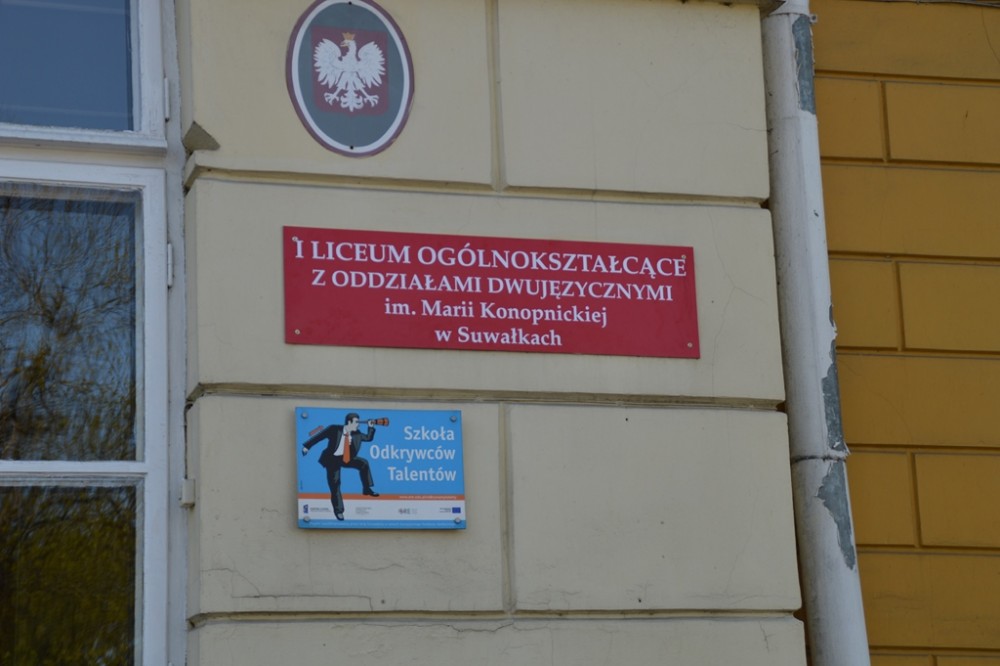 I LICEUM OGÓLNOKSZTAŁCĄCE
Z ODDZIAŁAMI DWUJĘZYCZNYMI
im. Marii Konopnickiej
w Suwałkach
Szkoła
Odkrywców
Talentów